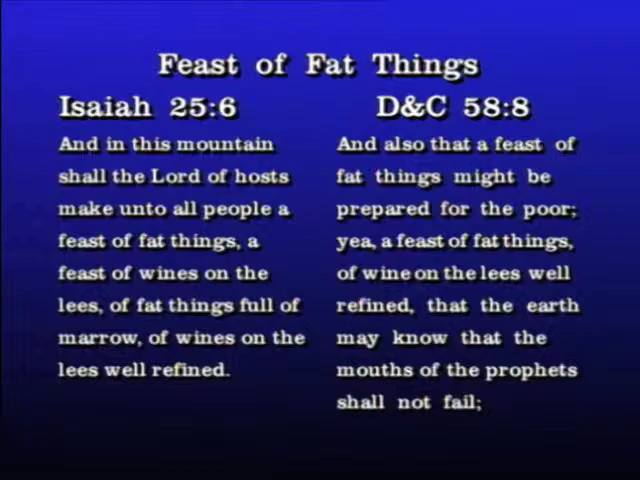 Feast of Fat Things
Isaiah 25:6
And in this mountain
shall the Lord of hosts
make unto all people a
feast of fat things, a
feast of wines on the
lees, of fat things full of
marrow, of wines on the
lees well refined.
D&C 58:8
And also that a feast of
fat things might be
prepared for the poor;
yea, a feast of fat things,
of wine on the lees well
refined, that the earth
may know that the
mouths of the prophets
shall not fail;